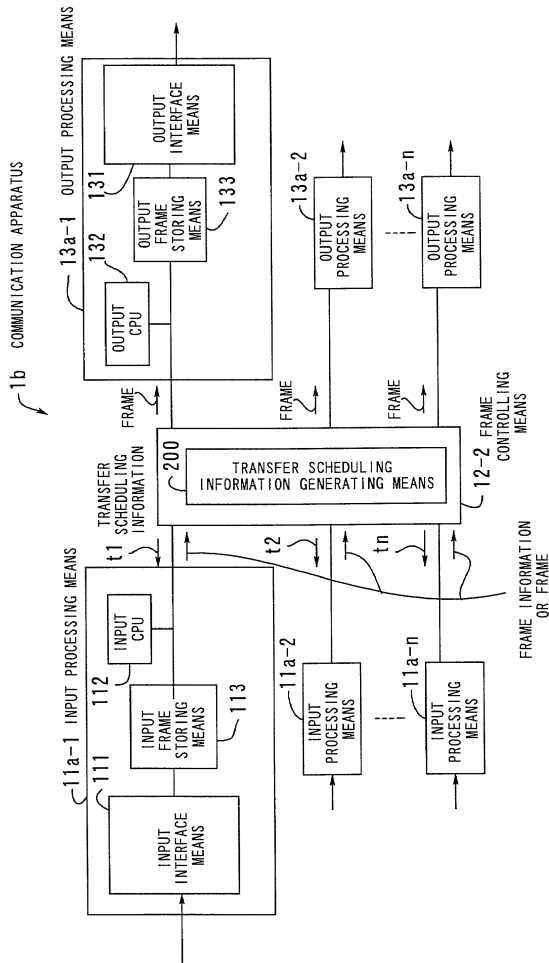 1b COMMUNICATION APPARATUS
11a-1 INPUT PROCESSING MEANS
111
INPUT
INTERFACE
MEANS
INPUT
FRAME
STORING
MEANS
113
112
INPUT
CPU
TRANSFER
SCHEDULING
INFORMATION
t1
11a-2
INPUT
PROCESSING
MEANS
t2
11a-n
INPUT
PROCESSING
MEANS
tn
FRAME INFORMATION
OR FRAME
200
TRANSFER SCHEDULING
INFORMATION GENERATING MEANS
12-2 FRAME
CONTROLLING
MEANS
FRAME
FRAME
FRAME
13a-1 OUTPUT PROCESSING MEANS
132
OUTPUT
CPU
OUTPUT
FRAME
STORING
MEANS
133
131
OUTPUT
INTERFACE
MEANS
13a-2
OUTPUT
PROCESSING
MEANS
13a-n
OUTPUT
PROCESSING
MEANS